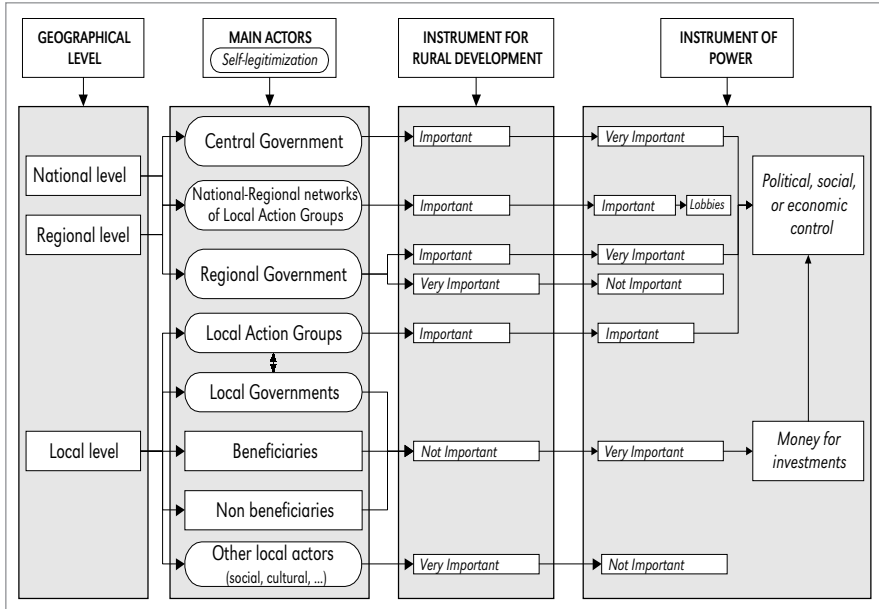 GEOGRAPHICAL
LEVEL
MAIN ACTORS
Self-legitimization
INSTRUMENT FOR
RURAL DEVELOPMENT
INSTRUMENT OF
POWER
National level
Regional level
Local level
Central Government
National-Regional networks
of Local Action Groups
Regional Government
Local Action Groups
Local Governments
Beneficiaries
Non beneficiaries
Other local actors
(social, cultural, ...)
Important
Important
Important
Very Important
Important
Not Important
Very Important
Very Important
Important
Lobbies
Very Important
Not Important
Important
Very Important
Not Important
Political, social,
or economic
control
Money for
investments